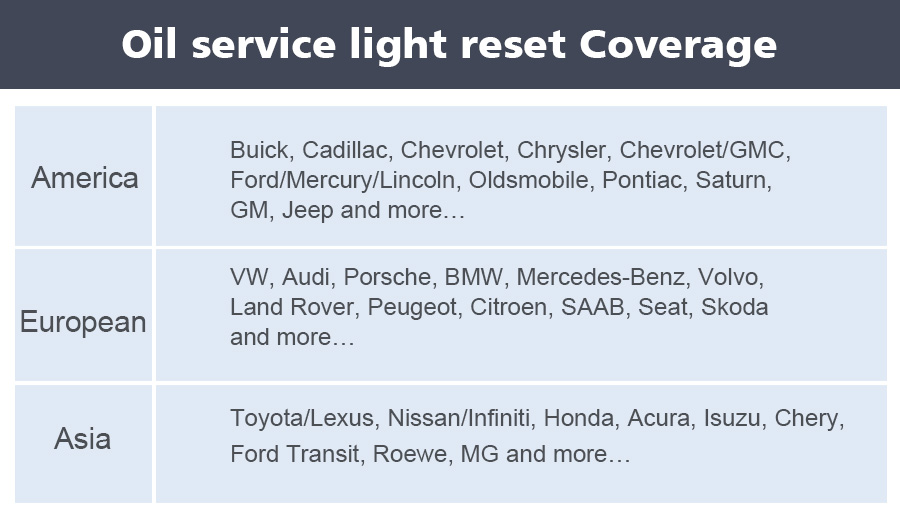 Oil service light reset Coverage
America
Buick, Cadillac, Chevrolet, Chrysler, Chevrolet/GMC,
Ford/Mercury/Lincoln, Oldsmobile, Pontiac, Saturn,
GM, Jeep and more…
European
VW, Audi, Porsche, BMW, Mercedes-Benz, Volvo,
Land Rover, Peugeot, Citroen, SAAB, Seat, Skoda
and more…
Asia
Toyota/Lexus, Nissan/Infiniti, Honda, Acura, Isuzu, Chery,
Ford Transit, Roewe, MG and more…